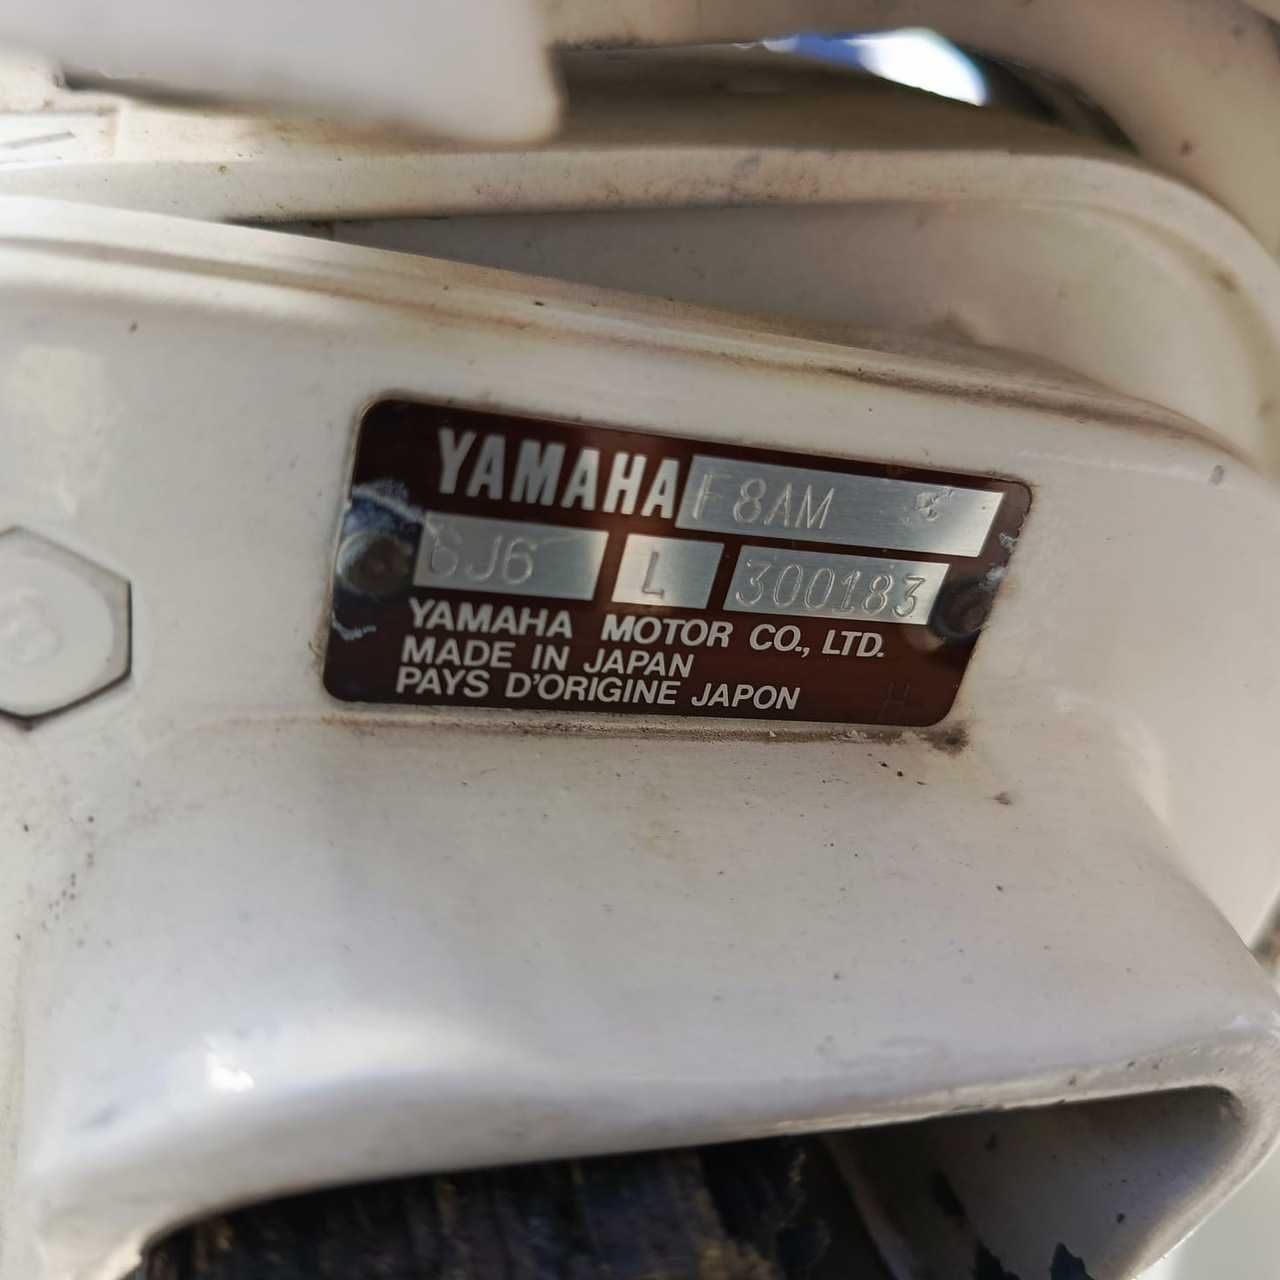 YAMAHA F8AM
6J6 L 300183
YAMAHA MOTOR CO., LTD.
MADE IN JAPAN
PAYS D'ORIGINE JAPON
H